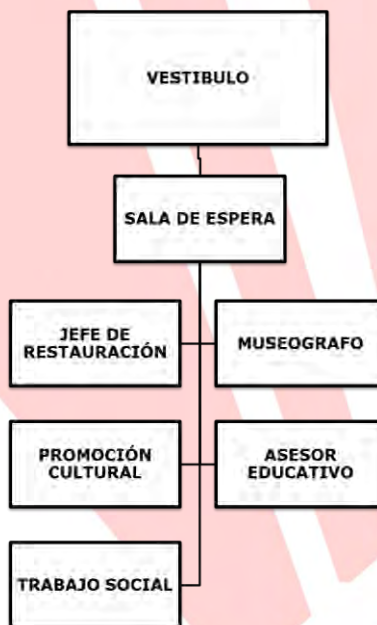 VESTIBULO
SALA DE ESPERA
JEFE DE
RESTAURACIÓN
MUSEOGRAFO
PROMOCIÓN
CULTURAL
ASESOR
EDUCATIVO
TRABAJO SOCIAL